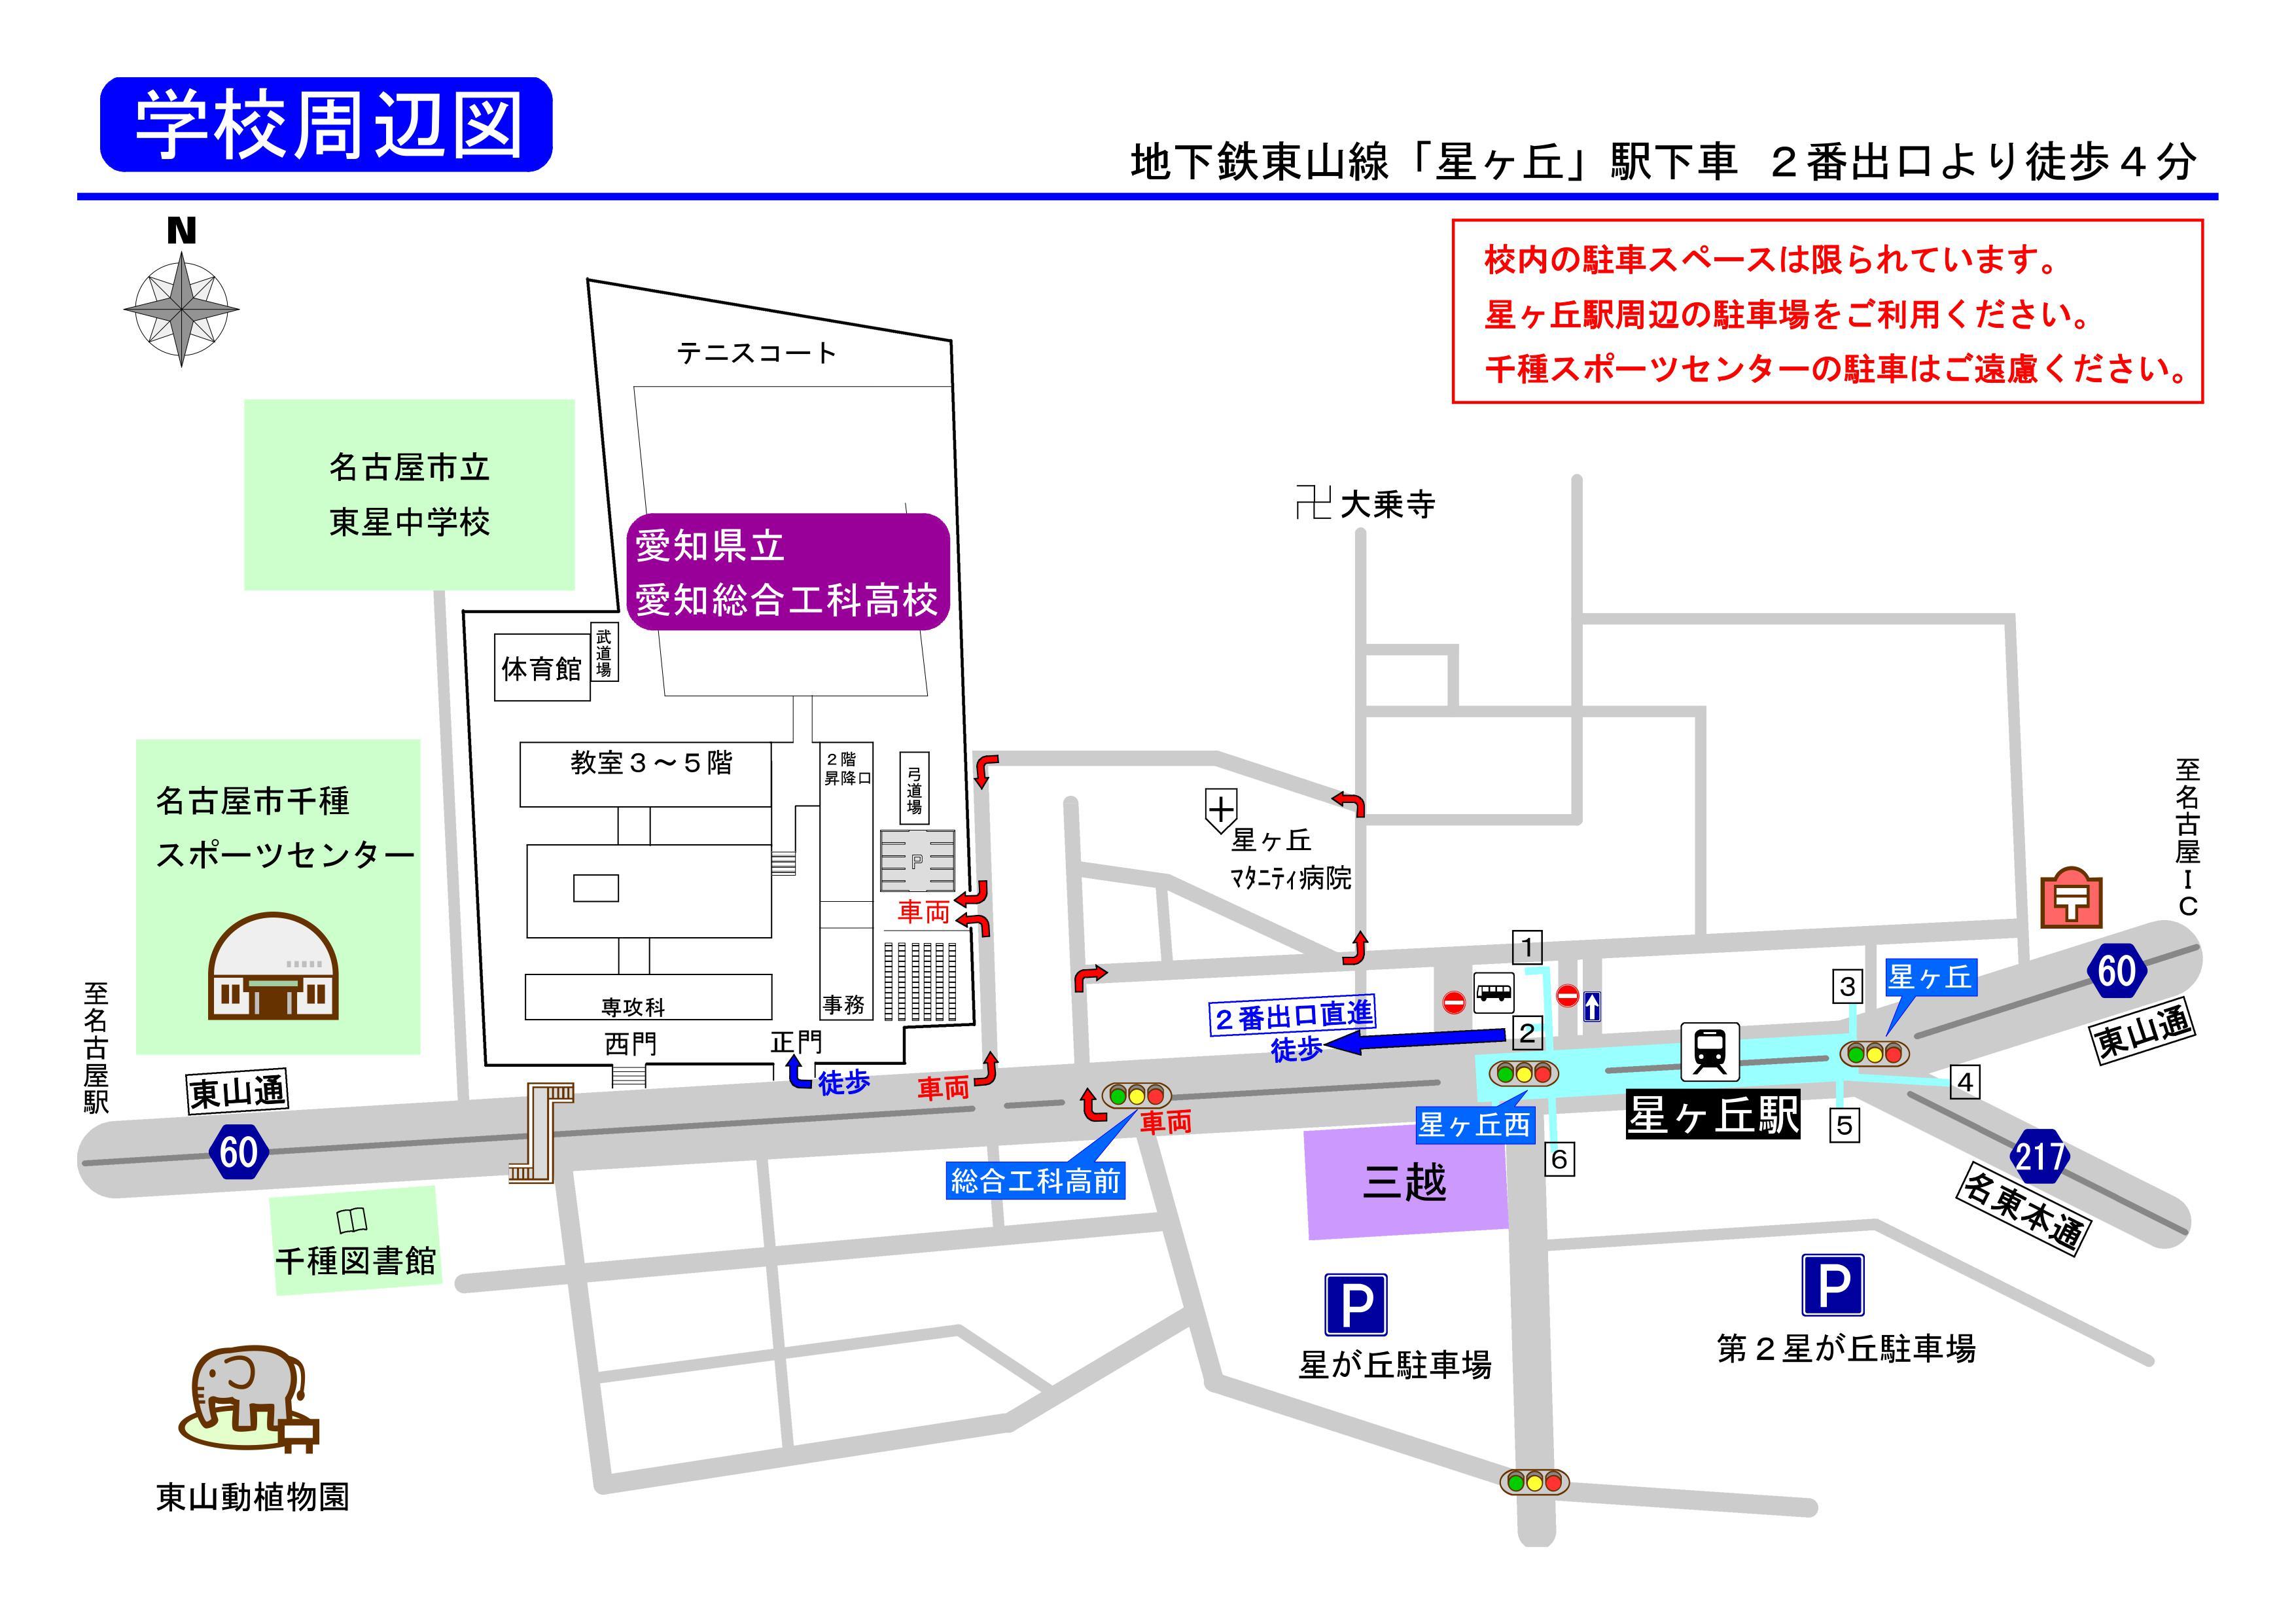 学校周辺図
地下鉄東山線「星ヶ丘」駅下車 2番出口より徒歩4分
N
校内の駐車スペースは限られています。
星ヶ丘駅周辺の駐車場をご利用ください。
千種スポーツセンターの駐車はご遠慮ください。
テニスコート
名古屋市立
東星中学校
愛知県立
愛知総合工科高校
卍 大乗寺
体育館
武道場
教室3～5階
2階
昇降口
弓道場
P
車両
専攻科
事務
西門
正門
徒歩
車両
名古屋市千種
スポーツセンター
星ヶ丘
マタニティ病院
至名古屋IC
至名古屋駅
東山通
60
1
2
2番出口直進
徒歩
3
星ヶ丘
60
東山通
4
5
6
星ヶ丘駅
星ヶ丘西
217
名東本通
車両
総合工科高前
三越
千種図書館
P
星が丘駐車場
P
第2星が丘駐車場
東山動植物園